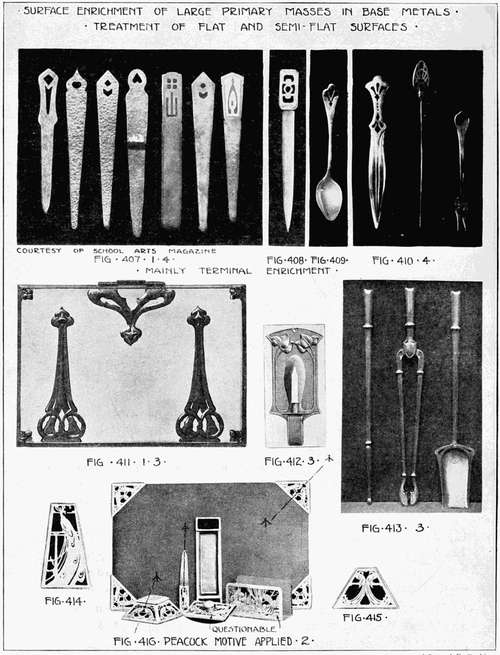 · SURFACE ENRICHMENT OF LARGE PRIMARY MASSES IN BASE METALS ·
· TREATMENT OF FLAT AND SEMI-FLAT SURFACES ·
COURTESY OF SCHOOL ARTS MAGAZINE
FIG · 407 · 1 · 4 ·
FIG · 408 · FIG · 409 ·
FIG · 410 · 4 ·
· MAINLY TERMINAL ENRICHMENT ·
FIG · 411 · 1 · 3 ·
FIG · 412 · 3 ·
FIG · 413 · 3 ·
FIG · 414 ·
FIG · 415 ·
QUESTIONABLE
FIG · 416 · PEACOCK MOTIVE APPLIED · 2 ·